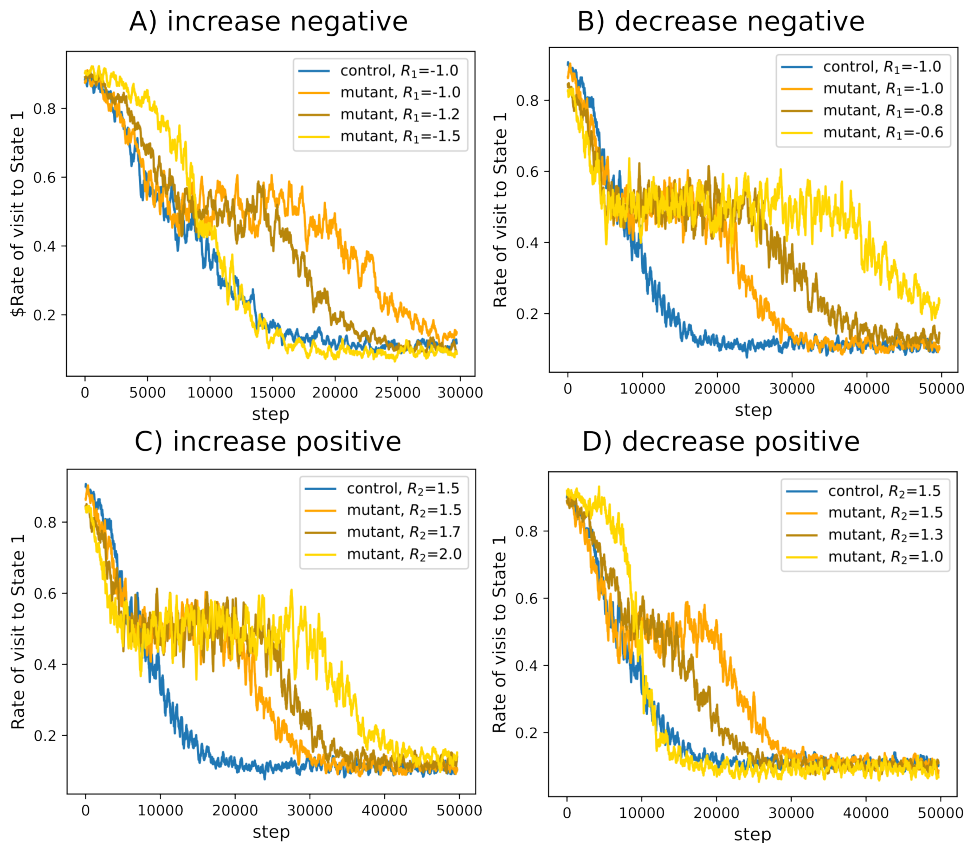 A) increase negative
B) decrease negative
$Rate of visit to State 1
0.8
0.6
0.4
0.2
control, R₁=-1.0
mutant, R₁=-1.0
mutant, R₁=-1.2
mutant, R₁=-1.5
0 5000 10000 15000 20000 25000 30000
step
Rate of visit to State 1
0.8
0.6
0.4
0.2
control, R₁=-1.0
mutant, R₁=-1.0
mutant, R₁=-0.8
mutant, R₁=-0.6
0 10000 20000 30000 40000 50000
step
C) increase positive
D) decrease positive
Rate of visit to State 1
0.8
0.6
0.4
0.2
control, R₂=1.5
mutant, R₂=1.5
mutant, R₂=1.7
mutant, R₂=2.0
0 10000 20000 30000 40000 50000
step
Rate of visis to State 1
0.8
0.6
0.4
0.2
control, R₂=1.5
mutant, R₂=1.5
mutant, R₂=1.3
mutant, R₂=1.0
0 10000 20000 30000 40000 50000
step